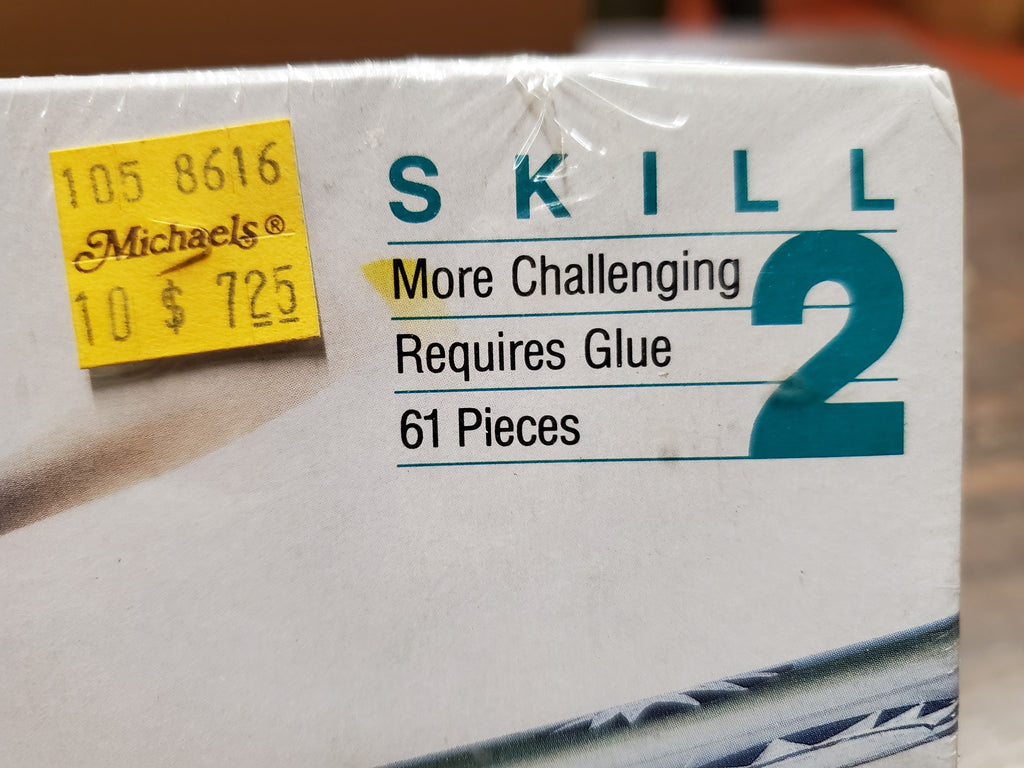 105 8616
Michaels®
10 $ 725
SKILL
2
More Challenging
Requires Glue
61 Pieces